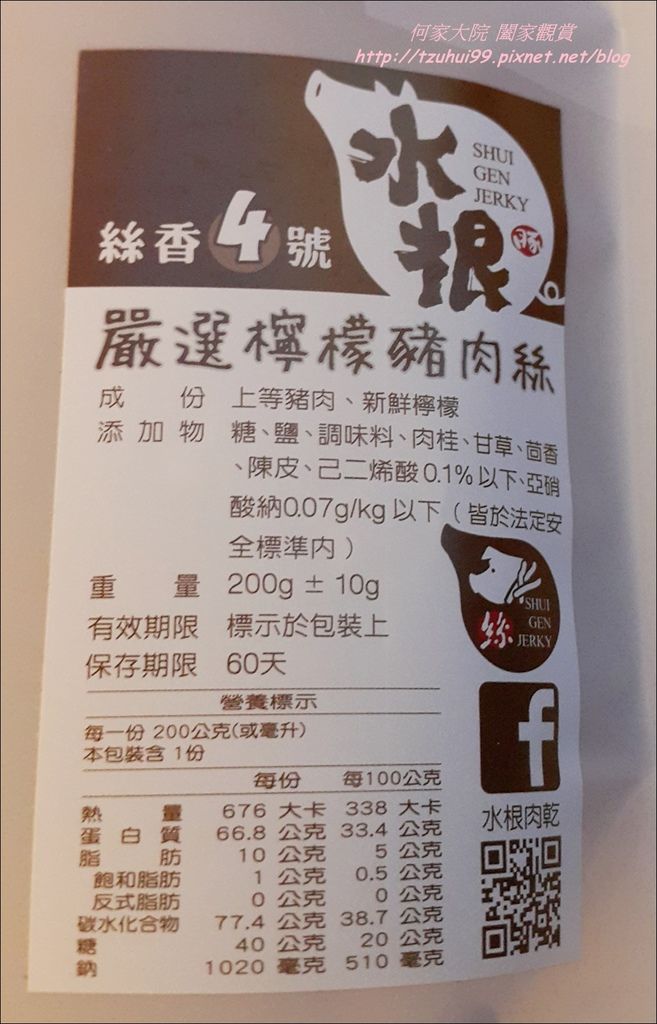 何家大院 闔家觀賞
http://tzuhui99.pixnet.net/blog
水根
SHUI
GEN
JERKY
豚
絲香4號
嚴選檸檬豬肉絲
成份 上等豬肉、新鮮檸檬
添加物 糖、鹽、調味料、肉桂、甘草、茴香
、陳皮、己二烯酸0.1%以下、亞硝
酸納0.07g/kg以下(皆於法定安
全標準內)
重量 200g ± 10g
有效期限 標示於包裝上
保存期限 60天
絲
SHUI
GEN
JERKY
營養標示
每一份 200公克(或毫升)
本包裝含 1份
每份 每100公克
熱量 676 大卡 338 大卡
蛋白質 66.8 公克 33.4 公克
脂肪 10 公克 5 公克
飽和脂肪 1 公克 0.5 公克
反式脂肪 0 公克 0 公克
碳水化合物 77.4 公克 38.7 公克
糖 40 公克 20 公克
鈉 1020 毫克 510 毫克
f
水根肉乾